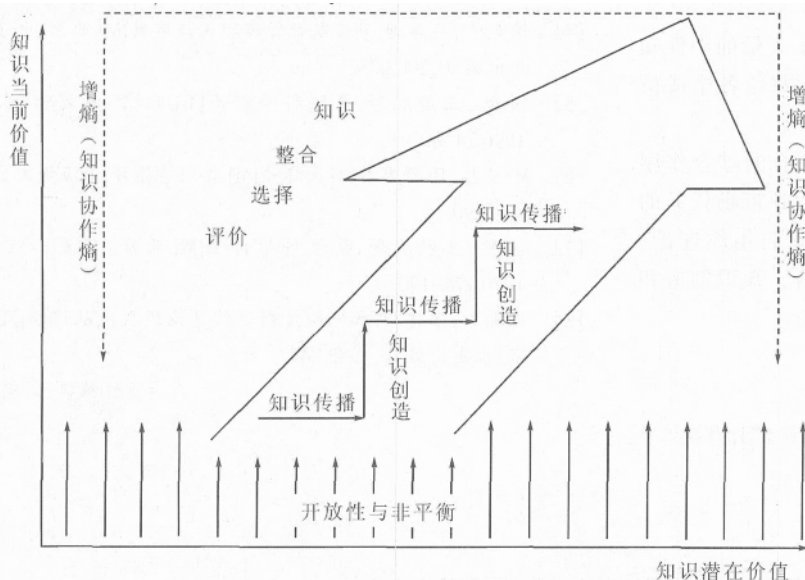 知识当前价值
增熵（知识协作熵）
知识
整合
选择
评价
知识传播
知识创造
知识传播
知识创造
知识传播
增熵（知识协作熵）
开放性与非平衡
知识潜在价值